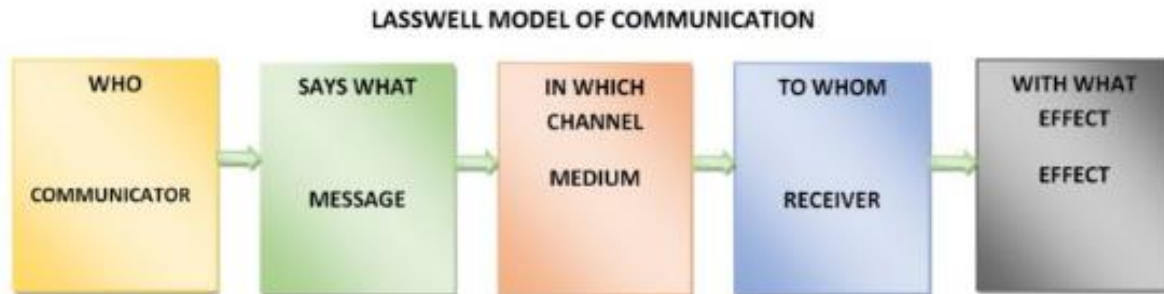 LASSWELL MODEL OF COMMUNICATION
WHO
COMMUNICATOR
SAYS WHAT
MESSAGE
IN WHICH
CHANNEL
MEDIUM
TO WHOM
RECEIVER
WITH WHAT
EFFECT
EFFECT